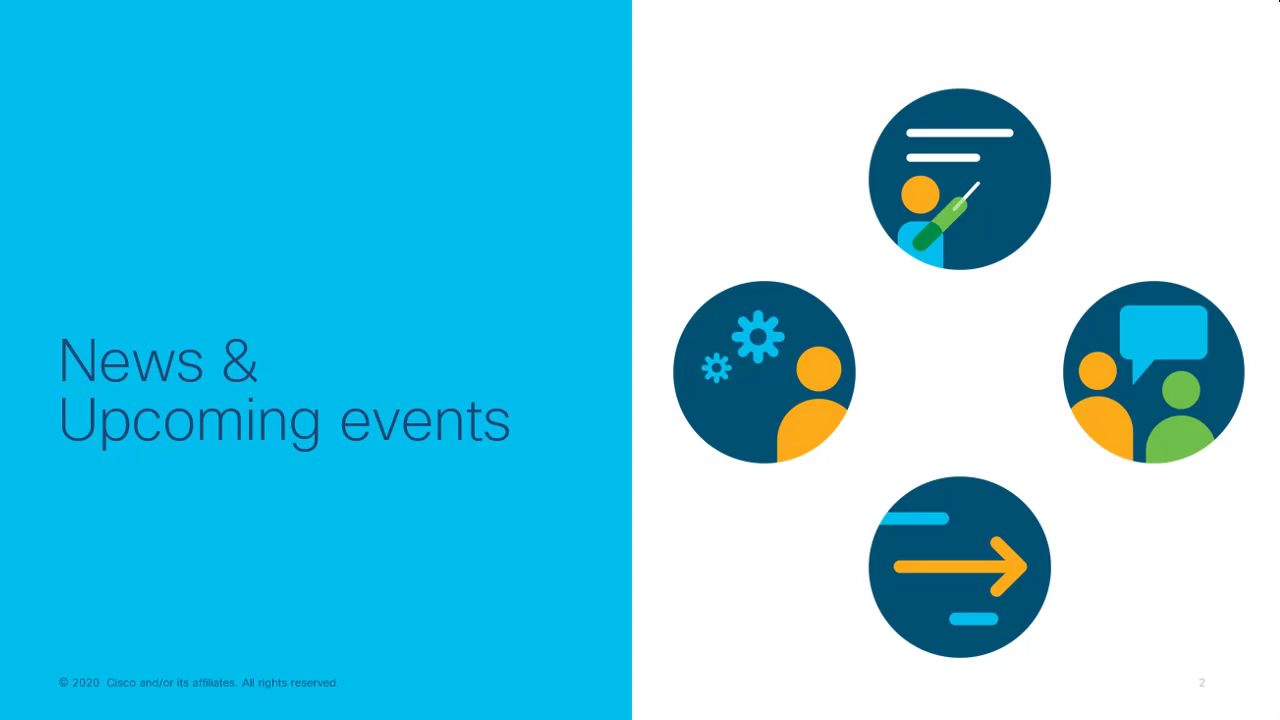 News &
Upcoming events
© 2020 Cisco and/or its affiliates. All rights reserved.
2